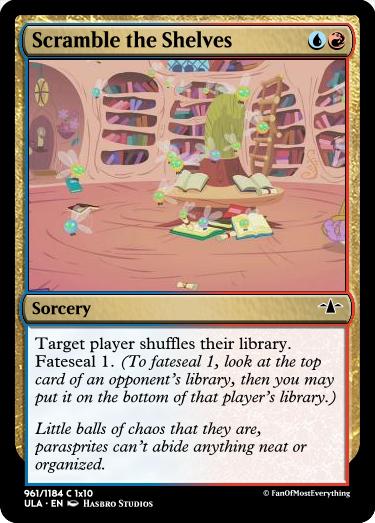 Scramble the Shelves
Sorcery
Target player shuffles their library.
Fateseal 1. (To fateseal 1, look at the top
card of an opponent's library, then you may
put it on the bottom of that player's library.)
Little balls of chaos that they are,
parasprites can't abide anything neat or
organized.
961/1184 C 1x10
ULA • EN Hasbro Studios
© FanOfMostEverything